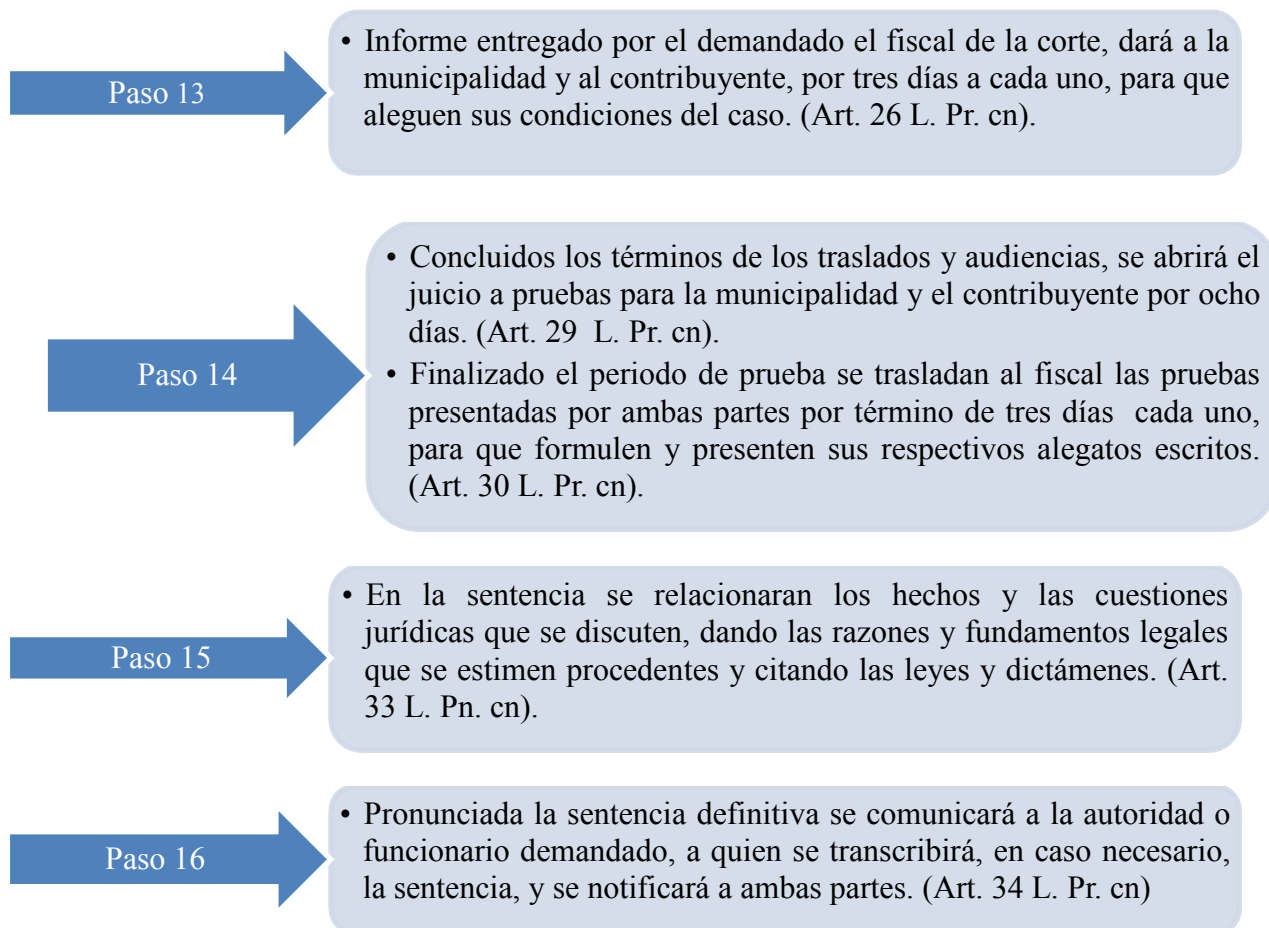 Paso 13
• Informe entregado por el demandado el fiscal de la corte, dará a la
municipalidad y al contribuyente, por tres días a cada uno, para que
aleguen sus condiciones del caso. (Art. 26 L. Pr. cn).
Paso 14
• Concluidos los términos de los traslados y audiencias, se abrirá el
juicio a pruebas para la municipalidad y el contribuyente por ocho
días. (Art. 29 L. Pr. cn).
• Finalizado el periodo de prueba se trasladan al fiscal las pruebas
presentadas por ambas partes por término de tres días cada uno,
para que formulen y presenten sus respectivos alegatos escritos.
(Art. 30 L. Pr. cn).
Paso 15
• En la sentencia se relacionaran los hechos y las cuestiones
jurídicas que se discuten, dando las razones y fundamentos legales
que se estimen procedentes y citando las leyes y dictámenes. (Art.
33 L. Pn. cn).
Paso 16
• Pronunciada la sentencia definitiva se comunicará a la autoridad o
funcionario demandado, a quien se transcribirá, en caso necesario,
la sentencia, y se notificará a ambas partes. (Art. 34 L. Pr. cn)